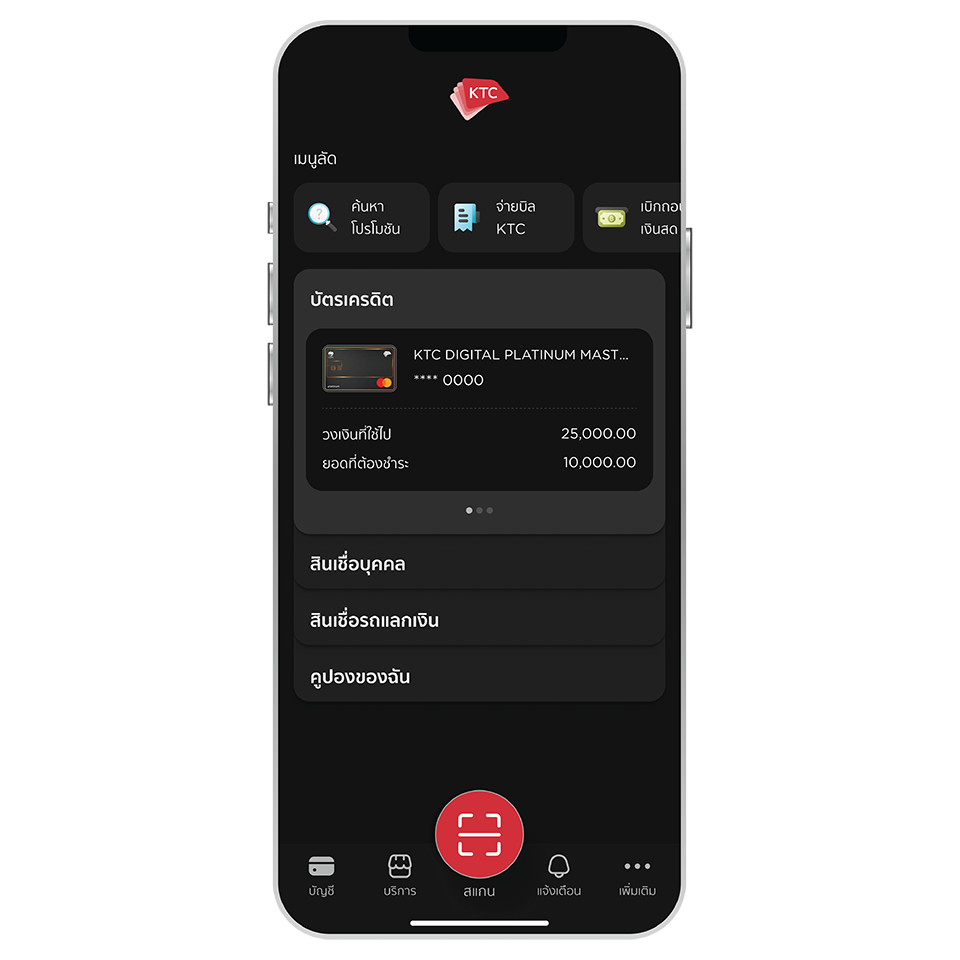 KTC
เมนูลัด
ค้นหา
โปรโมชัน
จ่ายบิล
KTC
เบิกถอน
เงินสด
บัตรเครดิต
KTC DIGITAL PLATINUM MAST...
**** 0000
วงเงินที่ใช้ไป 25,000.00
ยอดที่ต้องชำระ 10,000.00
สินเชื่อบุคคล
สินเชื่อรถแลกเงิน
คูปองของฉัน
บัญชี
บริการ
สแกน
แจ้งเตือน
เพิ่มเติม